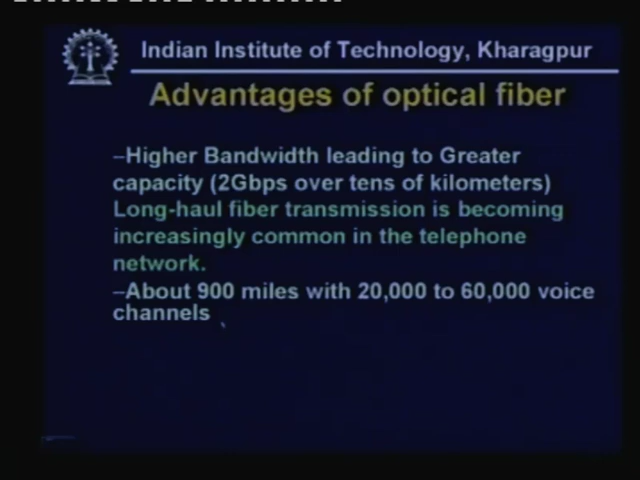 Indian Institute of Technology, Kharagpur
Advantages of optical fiber
–Higher Bandwidth leading to Greater
capacity (2Gbps over tens of kilometers)
Long-haul fiber transmission is becoming
increasingly common in the telephone
network.
–About 900 miles with 20,000 to 60,000 voice
channels